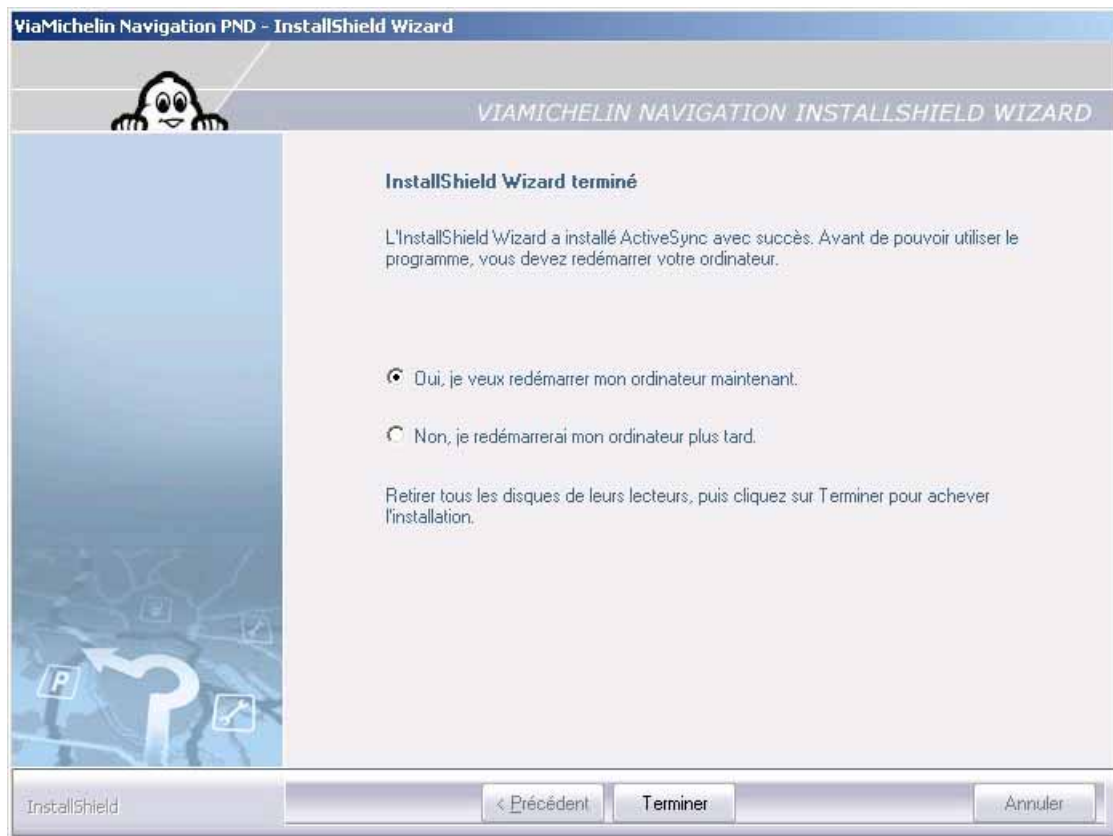 ViaMichelin Navigation PND - InstallShield Wizard
VIAMICHELIN NAVIGATION INSTALLSHIELD WIZARD
InstallShield Wizard terminé
L'InstallShield Wizard a installé ActiveSync avec succès. Avant de pouvoir utiliser le
programme, vous devez redémarrer votre ordinateur.
Oui, je veux redémarrer mon ordinateur maintenant.
Non, je redémarrerai mon ordinateur plus tard.
Retirer tous les disques de leurs lecteurs, puis cliquez sur Terminer pour achever
l'installation.
P
InstallShield
< Précédent
Terminer
Annuler